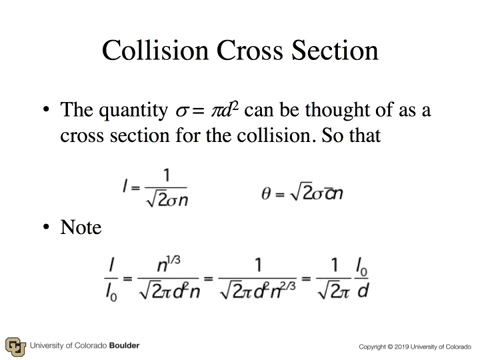 Collision Cross Section
• The quantity σ = πd² can be thought of as a
cross section for the collision. So that
l = 1/(√2σn)    θ = √2σc̅n
• Note
l/l₀ = n^(1/3)/(√2πd²n) = 1/(√2πd²n^(2/3)) = 1/(√2π) l₀/d
University of Colorado Boulder
Copyright © 2019 University of Colorado